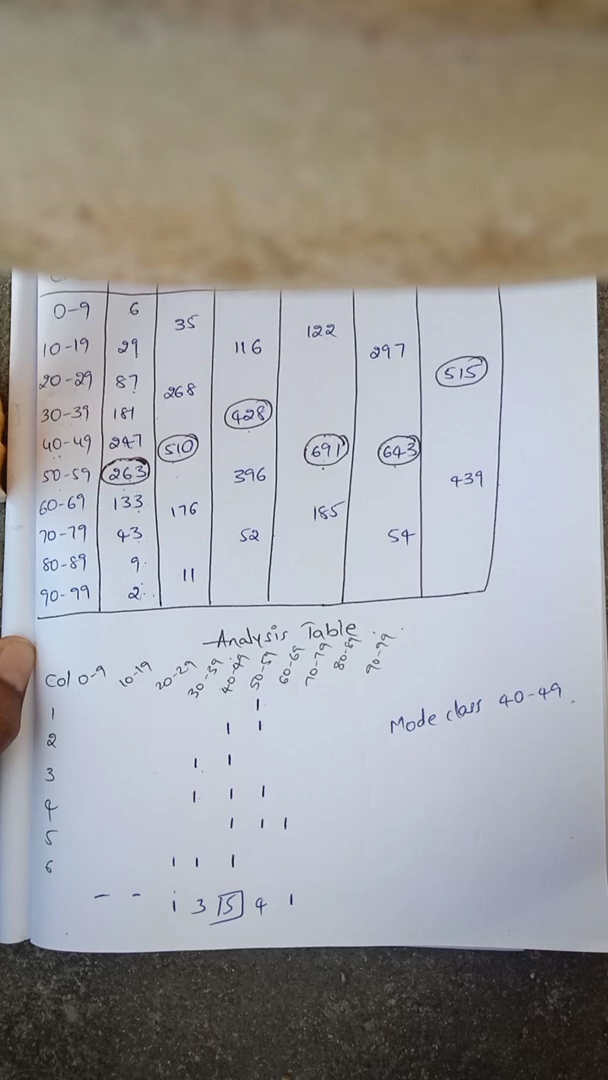 0-9 6
35 122
10-19 29 116 297
20-29 87 515
268
30-39 181 428
40-49 247 510 691 643
50-59 263 396 439
60-69 133 176 185
70-79 43 52 54
80-89 9
11
90-99 2
Analysis Table
Col 0-9 10-19 20-29 30-39 40-49 50-59 60-69 70-79 80-89 90-99
1 I
2 I I
Mode class 40-49.
3 I I
4 I I I
5 I I I
6 I I I
- - 1 3 5 4 1